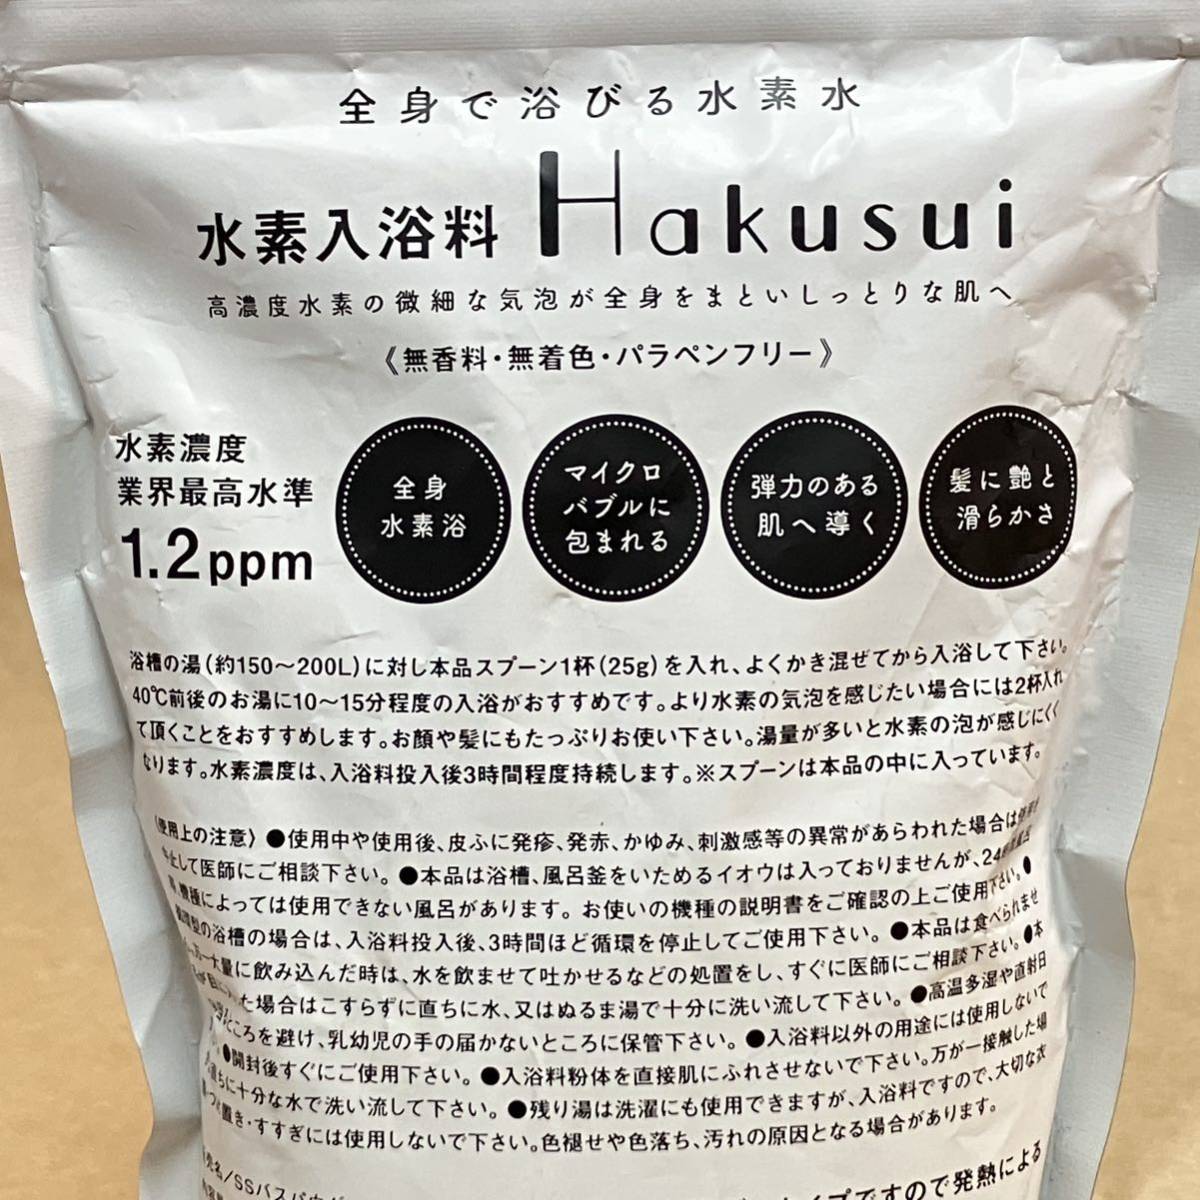 全身で浴びる水素水
水素入浴料 Hakusui
高濃度水素の微細な気泡が全身をまといしっとりな肌へ
《無香料・無着色・パラペンフリー》
水素濃度
業界最高水準
1.2ppm
全身
水素浴
マイクロ
バブルに
包まれる
弾力のある
肌へ導く
髪に艶と
滑らかさ
浴槽の湯(約150〜200L)に対し本品スプーン1杯(25g)を入れ、よくかき混ぜてから入浴して下さい。
40℃前後のお湯に10〜15分程度の入浴がおすすめです。より水素の気泡を感じたい場合には2杯入れ
て頂くことをおすすめします。お顔や髪にもたっぷりお使い下さい。湯量が多いと水素の泡が感じにくく
なります。水素濃度は、入浴料投入後3時間程度持続します。※スプーンは本品の中に入っています。
〈使用上の注意〉●使用中や使用後、皮ふに発疹、発赤、かゆみ、刺激感等の異常があらわれた場合は
して医師にご相談下さい。●本品は浴槽、風呂釜をいためるイオウは入っておりませんが、24
機種によっては使用できない風呂があります。お使いの機種の説明書をご確認の上ご使用下さい。●
循環型の浴槽の場合は、入浴料投入後、3時間ほど循環を停止してご使用下さい。●本品は食べられませ
大量に飲み込んだ時は、水を飲ませて吐かせるなどの処置をし、すぐに医師にご相談下さい。●本
た場合はこすらずに直ちに水、又はぬるま湯で十分に洗い流して下さい。●高温多湿や直射日
ところを避け、乳幼児の手の届かないところに保管下さい。●入浴料以外の用途には使用しないで
●開封後すぐにご使用下さい。●入浴料粉体を直接肌にふれさせないで下さい。万が一接触した場
直ちに十分な水で洗い流して下さい。●残り湯は洗濯にも使用できますが、入浴料ですので、大切な衣
つけ置き・すすぎには使用しないで下さい。色褪せや色落ち、汚れの原因となる場合があります。
売名/SSバスパウダ
イプですので発熱による